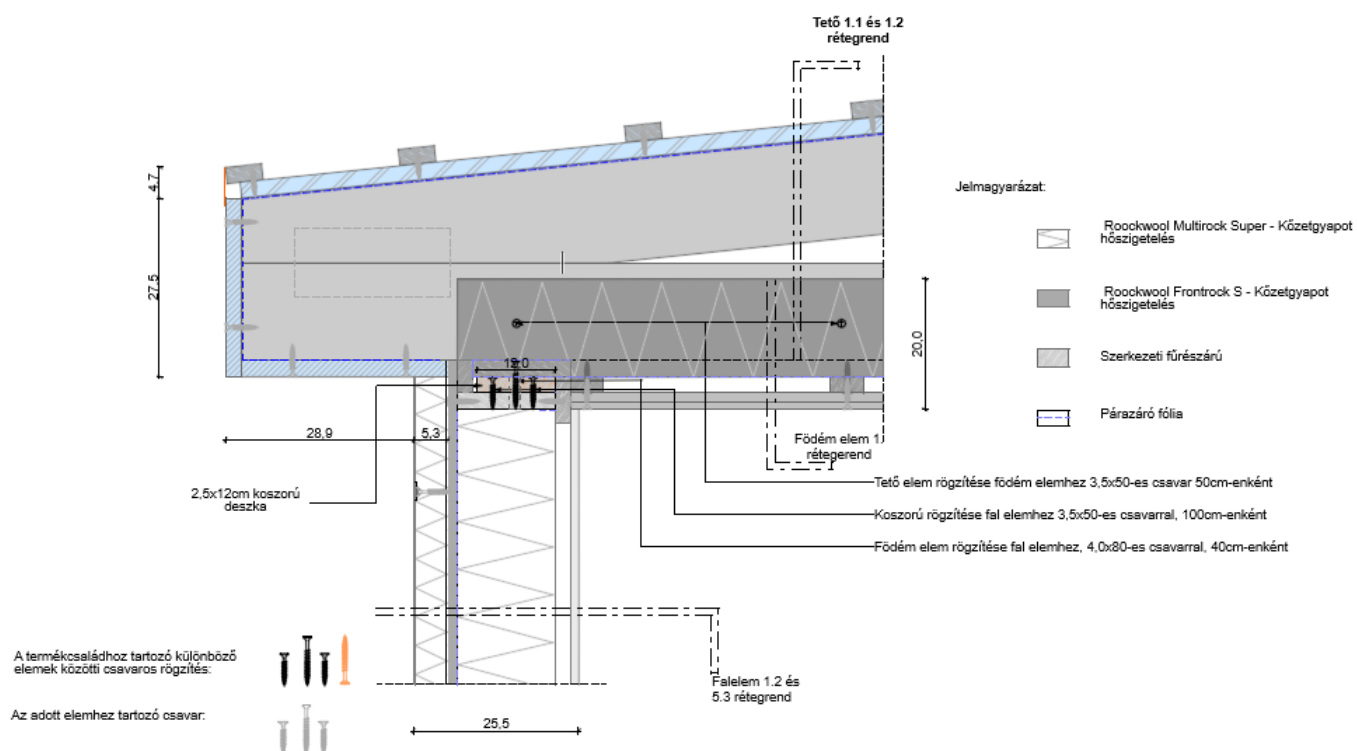 Tető 1.1 és 1.2
rétegrend
4,7
27,5
Jelmagyarázat:
Roockwool Multirock Super - Kőzetgyapot
hőszigetelés
Roockwool Frontrock S - Kőzetgyapot
hőszigetelés
Szerkezeti fűrészárú
Párazáró fólia
20,0
12,0
28,9
5,3
Födém elem 1.
rétegerend
2,5x12cm koszorú
deszka
Tető elem rögzítése födém elemhez 3,5x50-es csavar 50cm-enként
Koszorú rögzítése fal elemhez 3,5x50-es csavarral, 100cm-enként
Födém elem rögzítése fal elemhez, 4,0x80-es csavarral, 40cm-enként
A termékcsaládhoz tartozó különböző
elemek közötti csavaros rögzítés:
Falelem 1.2 és
5.3 rétegrend
Az adott elemhez tartozó csavar:
25,5